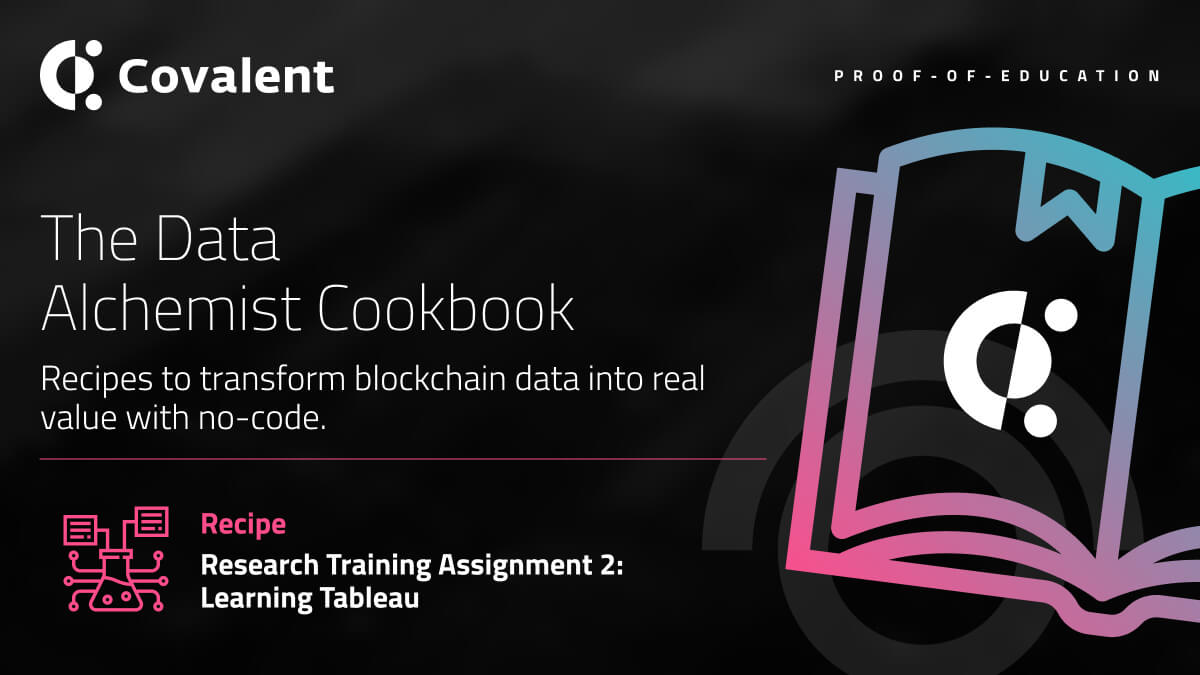 Covalent
PROOF-OF-EDUCATION
The Data
Alchemist Cookbook
Recipes to transform blockchain data into real
value with no-code.
Recipe
Research Training Assignment 2:
Learning Tableau